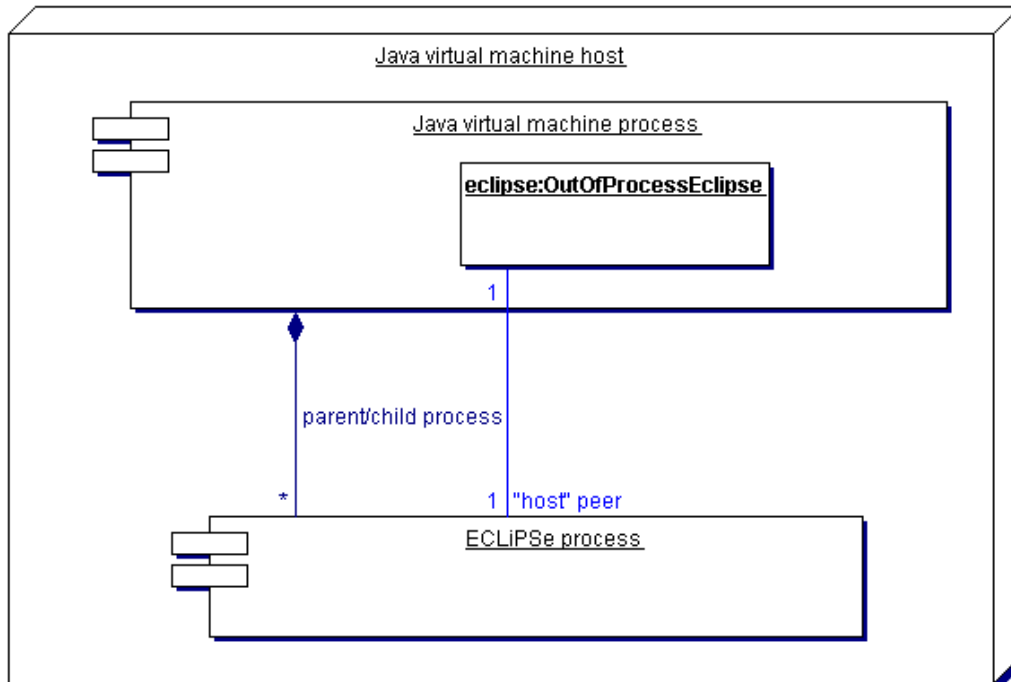 Java virtual machine host
Java virtual machine process
eclipse:OutOfProcessEclipse
1
parent/child process
*
1 "host" peer
ECLiPSe process